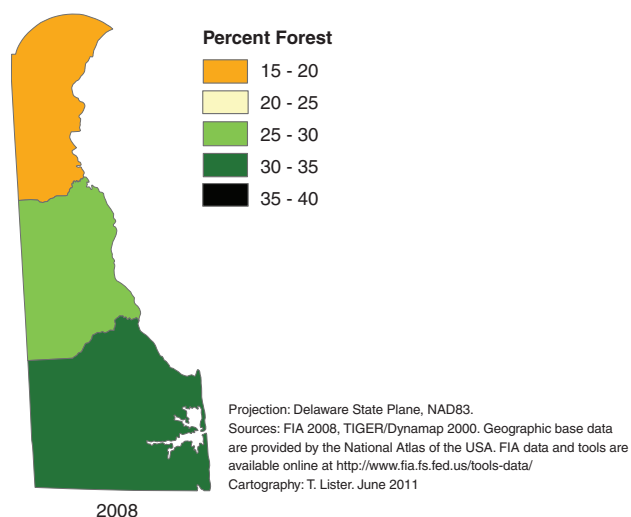 Percent Forest
15 - 20
20 - 25
25 - 30
30 - 35
35 - 40
Projection: Delaware State Plane, NAD83.
Sources: FIA 2008, TIGER/Dynamap 2000. Geographic base data
are provided by the National Atlas of the USA. FIA data and tools are
available online at http://www.fia.fs.fed.us/tools-data/
Cartography: T. Lister. June 2011
2008